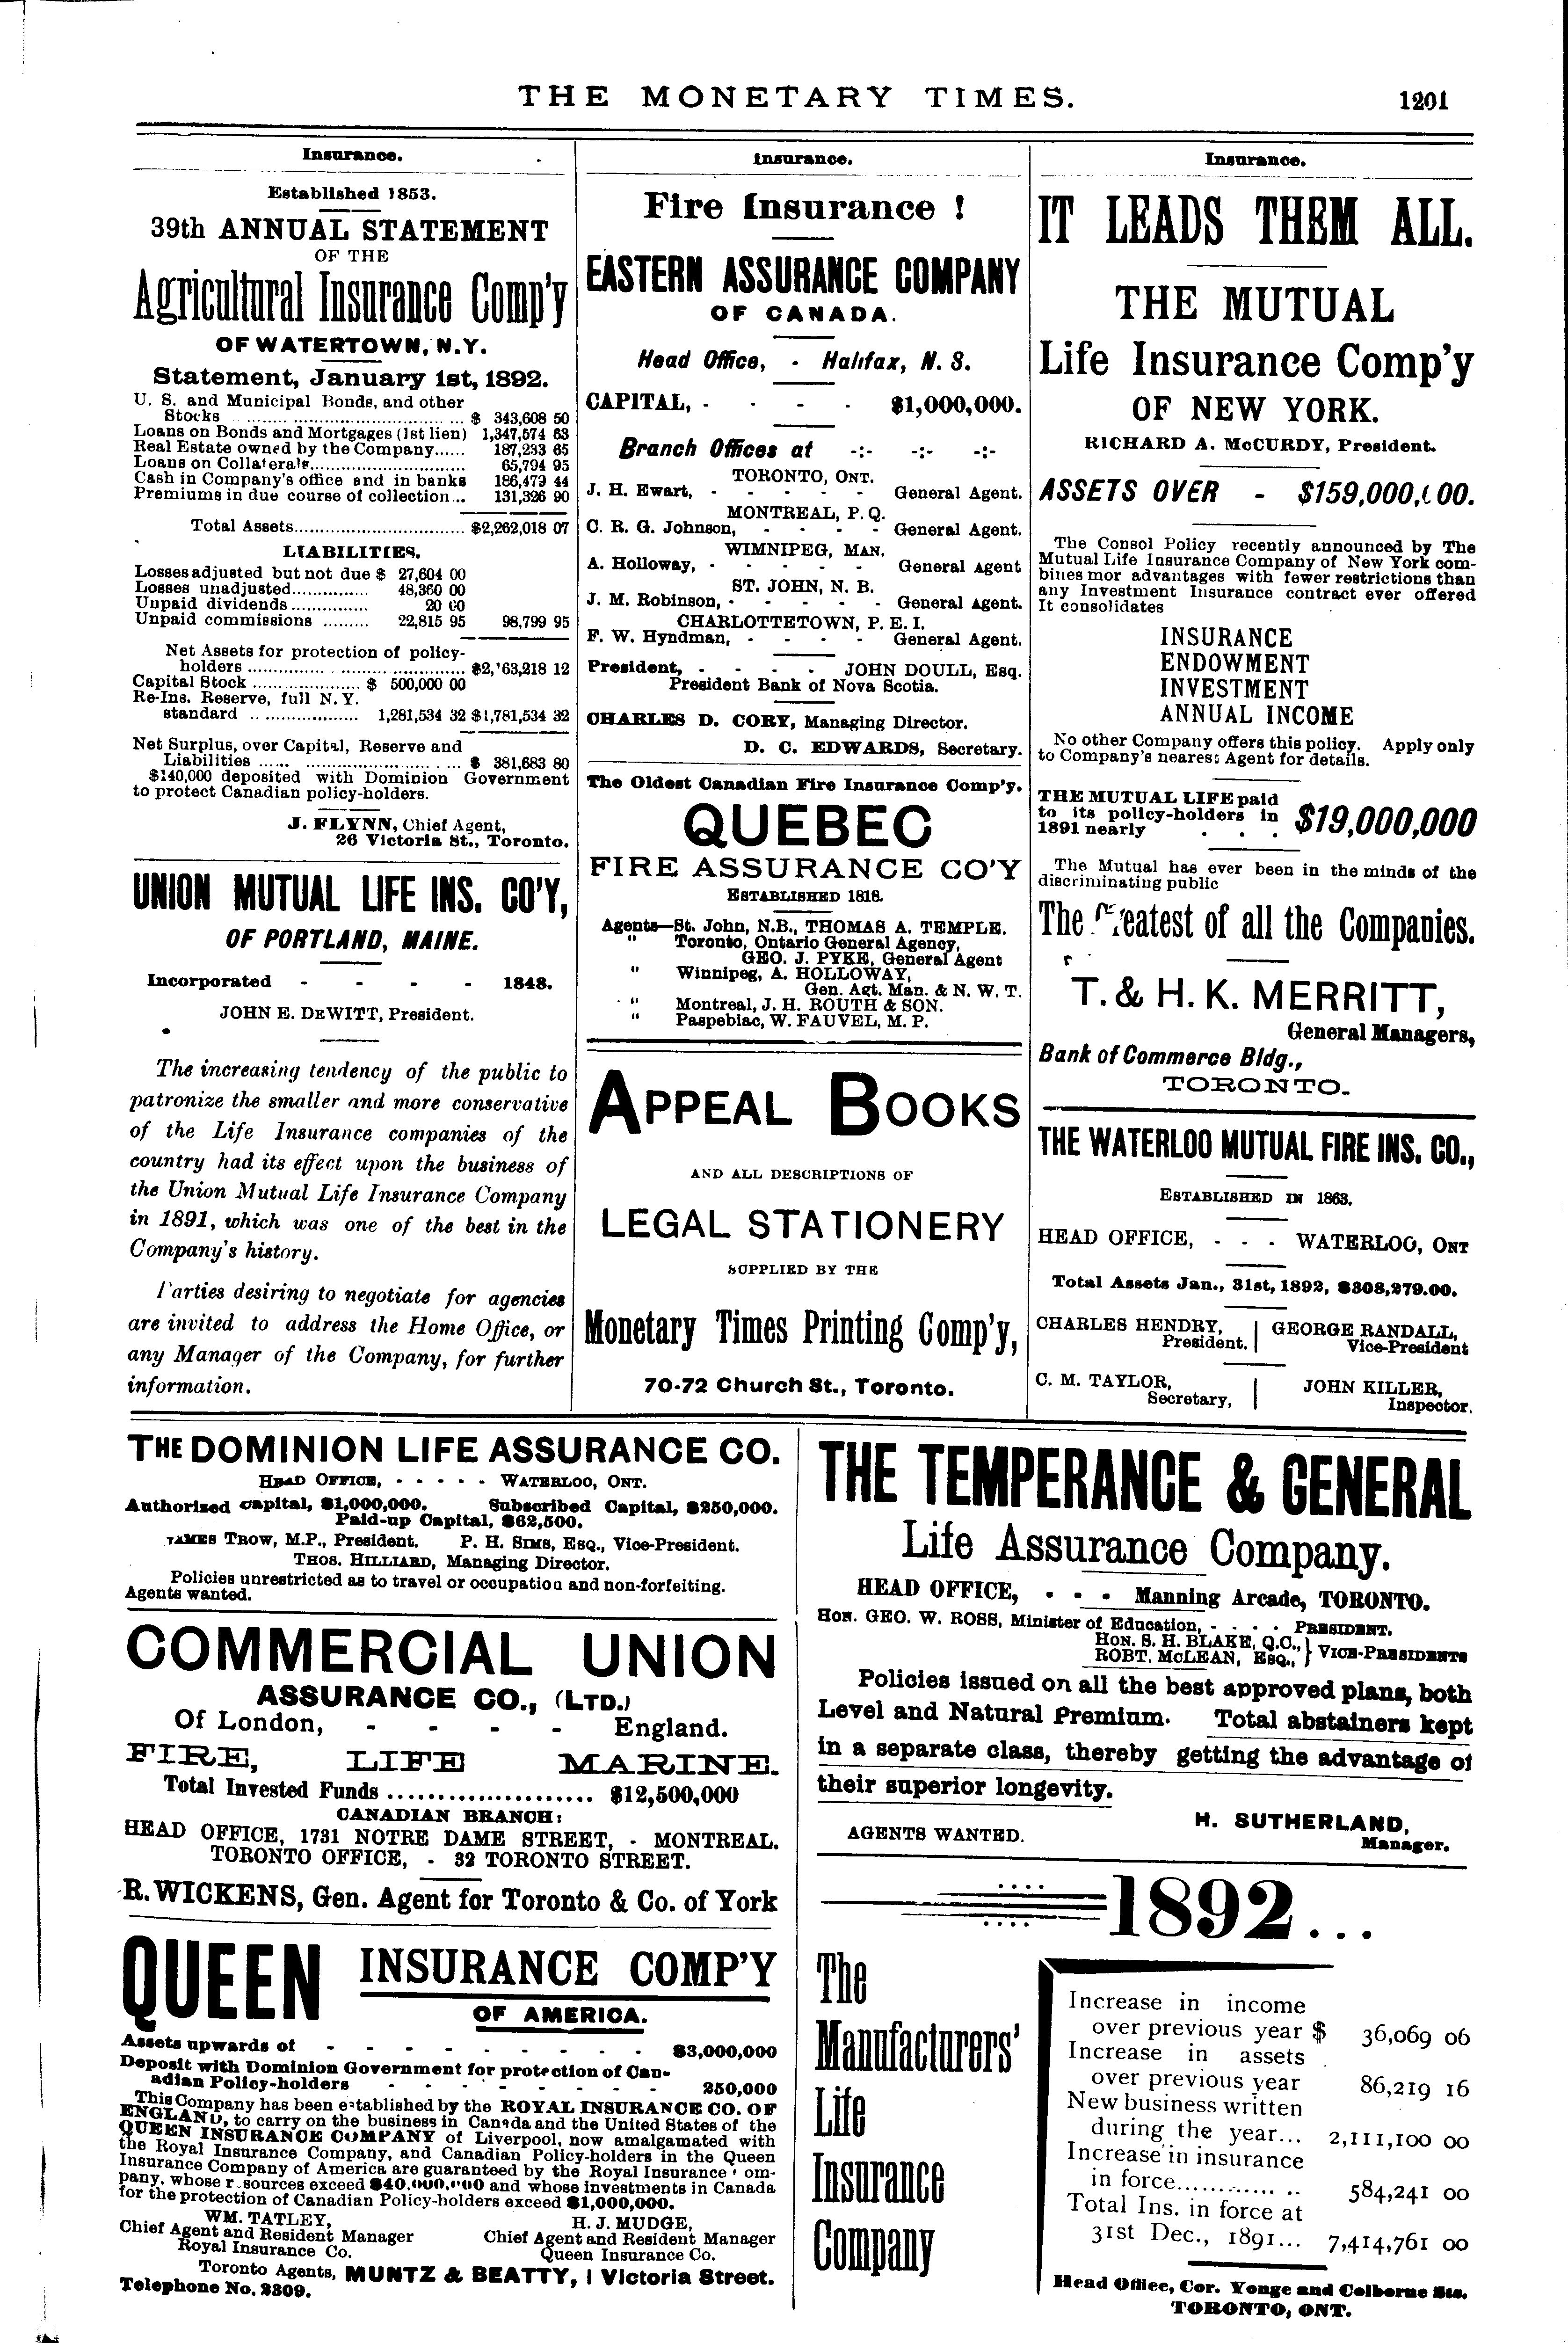 THE MONETARY TIMES.
1201
Insurance.
Established 1853.
39th ANNUAL STATEMENT
OF THE
Agricultural Insurance Comp'y
OF WATERTOWN, N.Y.
Statement, January 1st, 1892.
U. S. and Municipal Bonds, and other
Stocks ........ $ 343,608 50
Loans on Bonds and Mortgages (1st lien) 1,347,574 63
Real Estate owned by the Company...... 187,233 65
Loans on Collaterals.............................. 65,794 95
Cash in Company's office and in banks 186,479 44
Premiums in due course of collection... 131,326 90
Total Assets................................. $2,262,018 07
LIABILITIES.
Losses adjusted but not due $ 27,604 00
Losses unadjusted............... 48,360 00
Unpaid dividends............... 20 00
Unpaid commissions ......... 22,815 95 98,799 95
Net Assets for protection of policy-
holders ........................................ $2,'63,218 12
Capital Stock ..................... $ 500,000 00
Re-Ins. Reserve, full N.Y.
standard .................... 1,281,534 32 $1,781,534 32
Net Surplus, over Capital, Reserve and
Liabilities ...... ............................ $ 381,683 80
$140,000 deposited with Dominion Government
to protect Canadian policy-holders.
J. FLYNN, Chief Agent,
26 Victoria St., Toronto.
UNION MUTUAL LIFE INS. CO'Y,
OF PORTLAND, MAINE.
Incorporated - - - - 1848.
JOHN E. DEWITT, President.
The increasing tendency of the public to
patronize the smaller and more conservative
of the Life Insurance companies of the
country had its effect upon the business of
the Union Mutual Life Insurance Company
in 1891, which was one of the best in the
Company's history.
Parties desiring to negotiate for agencies
are invited to address the Home Office, or
any Manager of the Company, for further
information.
Insurance.
Fire Insurance !
EASTERN ASSURANCE COMPANY
OF CANADA.
Head Office, - Halifax, N. S.
CAPITAL, - - - - $1,000,000.
Branch Offices at -:- -:- -:-
TORONTO, ONT.
J. H. Ewart, - - - - - General Agent.
MONTREAL, P. Q.
C. R. G. Johnson, - - - - General Agent.
WIMNIPEG, MAN.
A. Holloway, - - - - - General Agent
ST. JOHN, N. B.
J. M. Robinson, - - - - - General Agent.
CHARLOTTETOWN, P. E. I.
F. W. Hyndman, - - - - General Agent.
President, - - - - JOHN DOULL, Esq.
President Bank of Nova Scotia.
CHARLES D. CORY, Managing Director.
D. C. EDWARDS, Secretary.
The Oldest Canadian Fire Insurance Comp'y.
QUEBEC
FIRE ASSURANCE CO'Y
ESTABLISHED 1818.
Agents—St. John, N.B., THOMAS A. TEMPLE.
" Toronto, Ontario General Agency,
GEO. J. PYKE, General Agent
" Winnipeg, A. HOLLOWAY,
Gen. Agt. Man. & N. W. T.
" Montreal, J. H. ROUTH & SON.
" Paspebiac, W. FAUVEL, M. P.
APPEAL BOOKS
AND ALL DESCRIPTIONS OF
LEGAL STATIONERY
SUPPLIED BY THE
Monetary Times Printing Comp'y,
70-72 Church St., Toronto.
Insurance.
IT LEADS THEM ALL.
THE MUTUAL
Life Insurance Comp'y
OF NEW YORK.
RICHARD A. MCCURDY, President.
ASSETS OVER - $159,000,000.
The Consol Policy recently announced by The
Mutual Life Insurance Company of New York com-
bines mor advantages with fewer restrictions than
any Investment Insurance contract ever offered
It consolidates
INSURANCE
ENDOWMENT
INVESTMENT
ANNUAL INCOME
No other Company offers this policy. Apply only
to Company's nearest Agent for details.
THE MUTUAL LIFE paid
to its policy-holders in
1891 nearly . . . $19,000,000
The Mutual has ever been in the minds of the
discriminating public
The Greatest of all the Companies.
T. & H. K. MERRITT,
General Managers,
Bank of Commerce Bldg.,
TORONTO.
THE WATERLOO MUTUAL FIRE INS. CO.,
ESTABLISHED IN 1863.
HEAD OFFICE, - - - WATERLOO, ONT
Total Assets Jan., 31st, 1892, $308,279.00.
CHARLES HENDRY, GEORGE RANDALL,
President. Vice-President
C. M. TAYLOR, JOHN KILLER,
Secretary, Inspector.
THE DOMINION LIFE ASSURANCE CO.
HEAD OFFICE, - - - - - WATERLOO, ONT.
Authorised capital, $1,000,000. Subscribed Capital, $250,000.
Paid-up Capital, $62,500.
JAMES TROW, M.P., President. P. H. SIMS, ESQ., Vice-President.
THOS. HILLIARD, Managing Director.
Policies unrestricted as to travel or occupation and non-forfeiting.
Agents wanted.
COMMERCIAL UNION
ASSURANCE CO., (LTD.)
Of London, - - - - England.
FIRE, LIFE MARINE.
Total Invested Funds ...................... $12,500,000
CANADIAN BRANCH:
HEAD OFFICE, 1731 NOTRE DAME STREET, - MONTREAL.
TORONTO OFFICE, - 32 TORONTO STREET.
R. WICKENS, Gen. Agent for Toronto & Co. of York
QUEEN INSURANCE COMP'Y
OF AMERICA.
Assets upwards of - - - - - - - - - $3,000,000
Deposit with Dominion Government for protection of Can-
adian Policy-holders - - - - - - - - 250,000
This Company has been established by the ROYAL INSURANCE CO. OF
ENGLAND, to carry on the business in Canada and the United States of the
QUEEN INSURANCE COMPANY of Liverpool, now amalgamated with
the Royal Insurance Company, and Canadian Policy-holders in the Queen
Insurance Company of America are guaranteed by the Royal Insurance Com-
pany, whose resources exceed $40,000,000 and whose investments in Canada
for the protection of Canadian Policy-holders exceed $1,000,000.
WM. TATLEY, H. J. MUDGE,
Chief Agent and Resident Manager Chief Agent and Resident Manager
Royal Insurance Co. Queen Insurance Co.
Toronto Agents, MUNTZ & BEATTY, 1 Victoria Street.
Telephone No. 2309.
THE TEMPERANCE & GENERAL
Life Assurance Company.
HEAD OFFICE, - - - Manning Arcade, TORONTO.
HON. GEO. W. ROSS, Minister of Education, - - - - PRESIDENT.
HON. S. H. BLAKE, Q.C.,
ROBT. MCLEAN, ESQ., } VICE-PRESIDENTS
Policies issued on all the best approved plans, both
Level and Natural Premium. Total abstainers kept
in a separate class, thereby getting the advantage of
their superior longevity.
H. SUTHERLAND,
AGENTS WANTED. Manager.
1892...
The
Manufacturers'
Life
Insurance
Company
Increase in income
over previous year $ 36,069 06
Increase in assets
over previous year 86,219 16
New business written
during the year... 2,111,100 00
Increase in insurance
in force.............. 584,241 00
Total Ins. in force at
31st Dec., 1891... 7,414,761 00
Head Office, Cor. Yonge and Colborne Sts.
TORONTO, ONT.